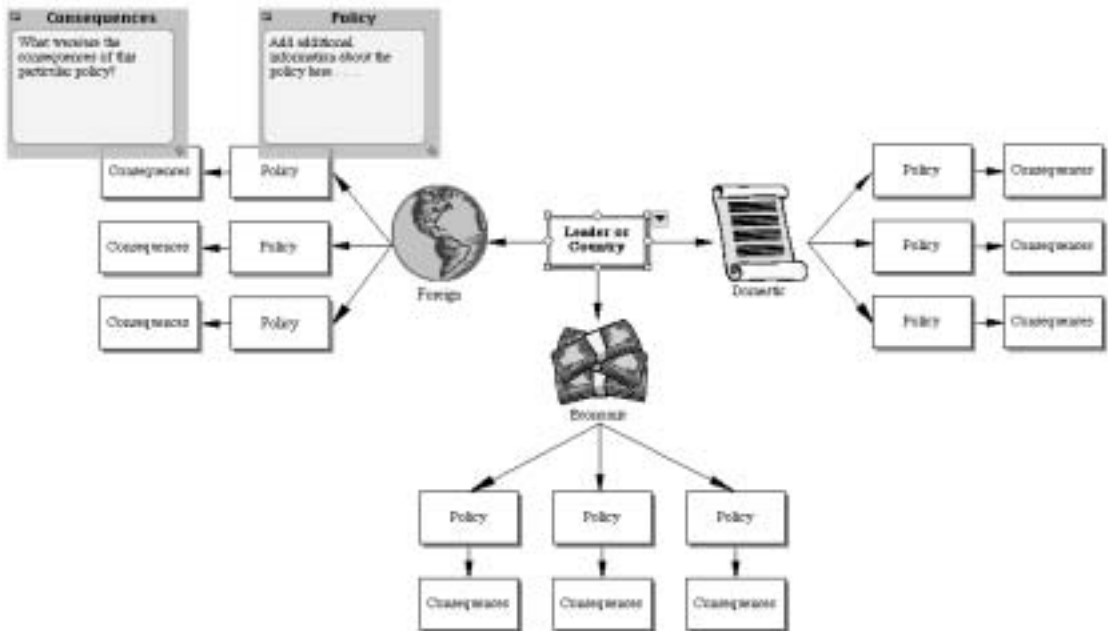 Consequences
What were/are the
consequences of this
particular policy?
Policy
Add additional
information about the
policy here . . . .
Consequences
Policy
Policy
Consequences
Leader or
Country
Consequences
Policy
Policy
Consequences
Foreign
Domestic
Consequences
Policy
Policy
Consequences
Economic
Policy
Policy
Policy
Consequences
Consequences
Consequences